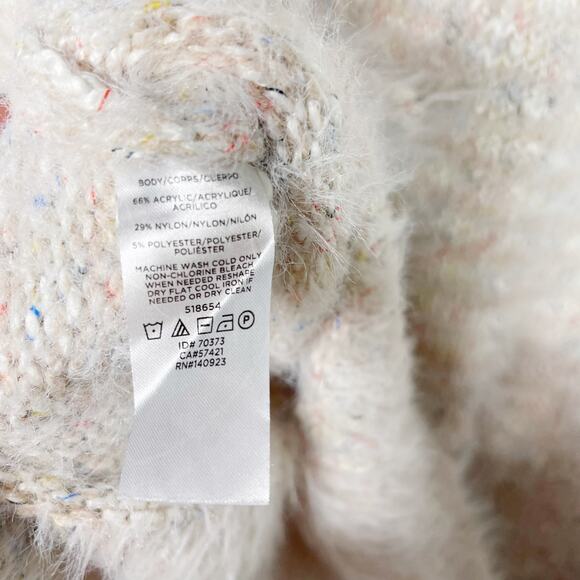 BODY/CORPS/CUERPO
66% ACRYLIC/ACRYLIQUE/
ACRÍLICO
29% NYLON/NYLON/NILÓN
5% POLYESTER/POLYESTER/
POLIÉSTER
MACHINE WASH COLD ONLY
NON-CHLORINE BLEACH
WHEN NEEDED RESHAPE
DRY FLAT COOL IRON IF
NEEDED OR DRY CLEAN
518654
P
ID# 70373
CA#57421
RN#140923